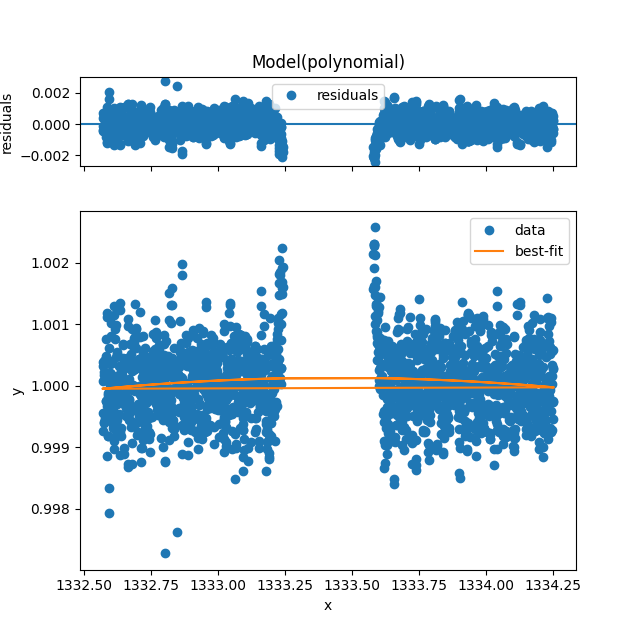 Model(polynomial)
residuals
0.002
0.000
−0.002
residuals
data
best-fit
y
1.002
1.001
1.000
0.999
0.998
1332.50 1332.75 1333.00 1333.25 1333.50 1333.75 1334.00 1334.25
x